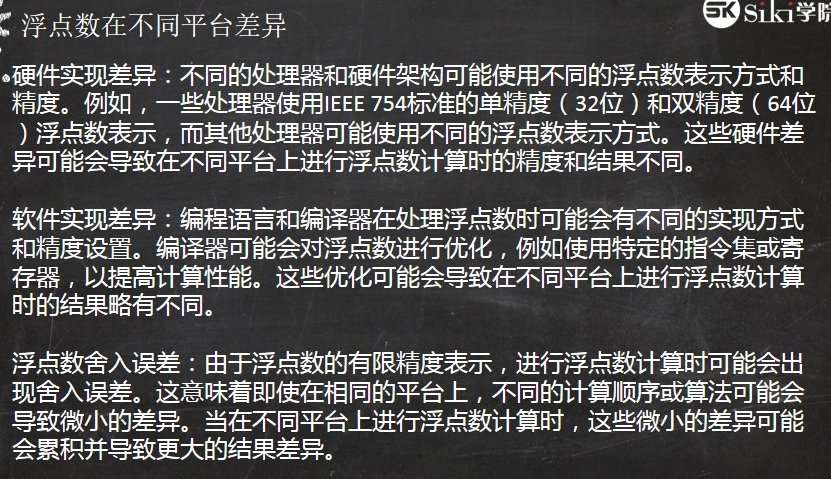 浮点数在不同平台差异
SK Siki学院
硬件实现差异：不同的处理器和硬件架构可能使用不同的浮点数表示方式和
精度。例如，一些处理器使用IEEE 754标准的单精度（32位）和双精度（64位
）浮点数表示，而其他处理器可能使用不同的浮点数表示方式。这些硬件差
异可能会导致在不同平台上进行浮点数计算时的精度和结果不同。
软件实现差异：编程语言和编译器在处理浮点数时可能会有不同的实现方式
和精度设置。编译器可能会对浮点数进行优化，例如使用特定的指令集或寄
存器，以提高计算性能。这些优化可能会导致在不同平台上进行浮点数计算
时的结果略有不同。
浮点数舍入误差：由于浮点数的有限精度表示，进行浮点数计算时可能会出
现舍入误差。这意味着即使在相同的平台上，不同的计算顺序或算法可能会
导致微小的差异。当在不同平台上进行浮点数计算时，这些微小的差异可能
会累积并导致更大的结果差异。